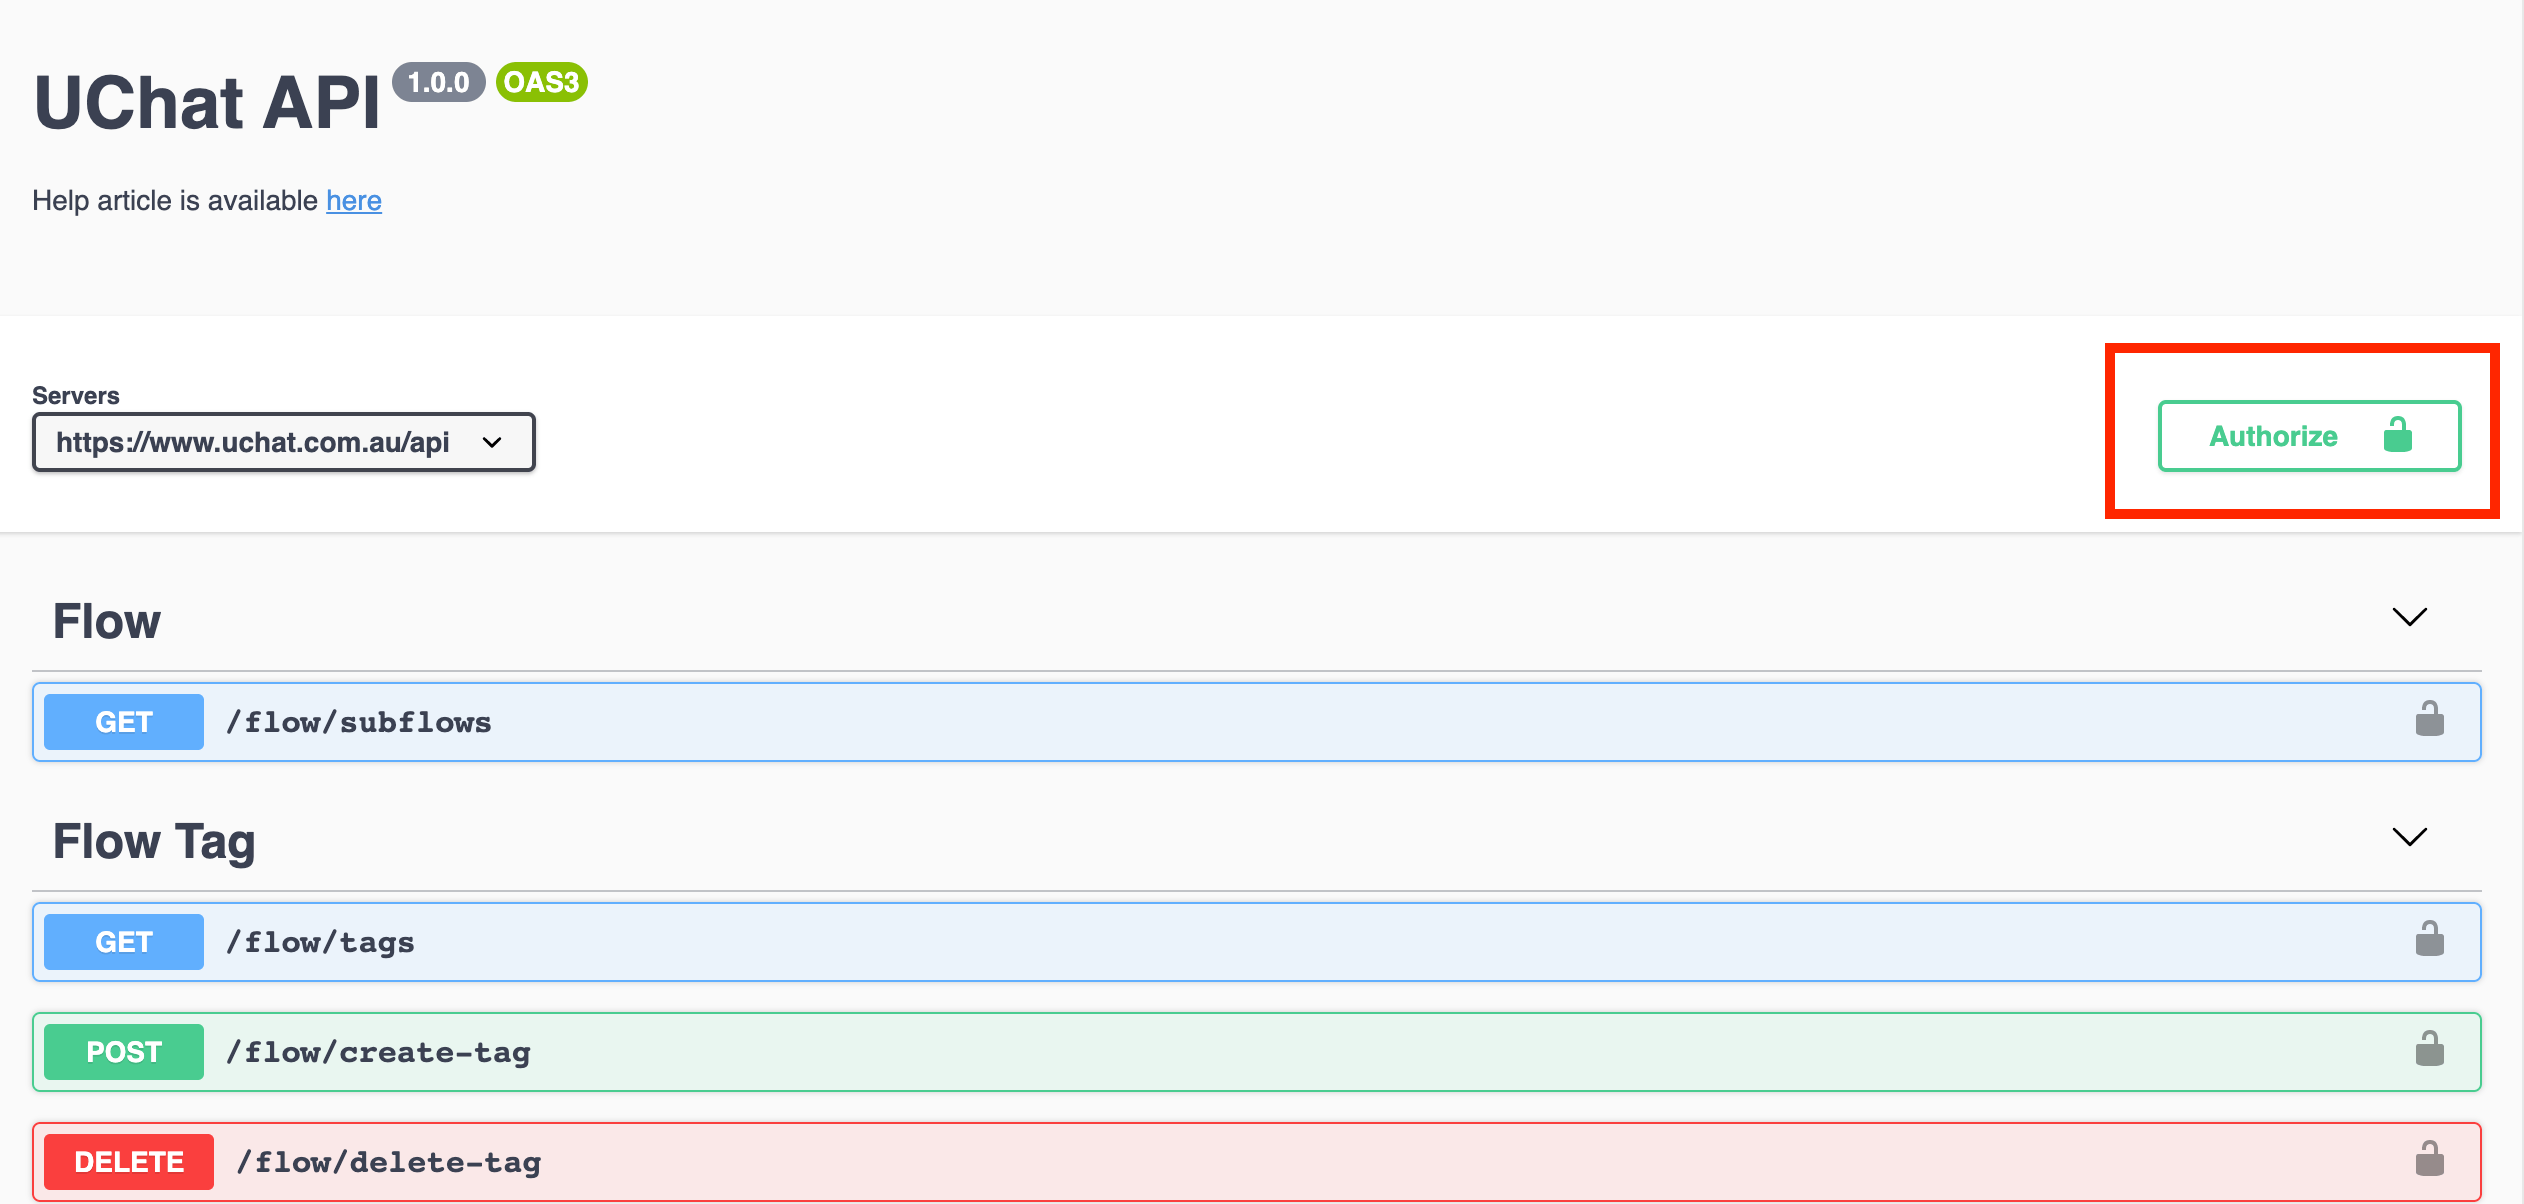 UChat API 1.0.0 OAS3
Help article is available here
Servers
https://www.uchat.com.au/api
Authorize
Flow
GET /flow/subflows
Flow Tag
GET /flow/tags
POST /flow/create-tag
DELETE /flow/delete-tag